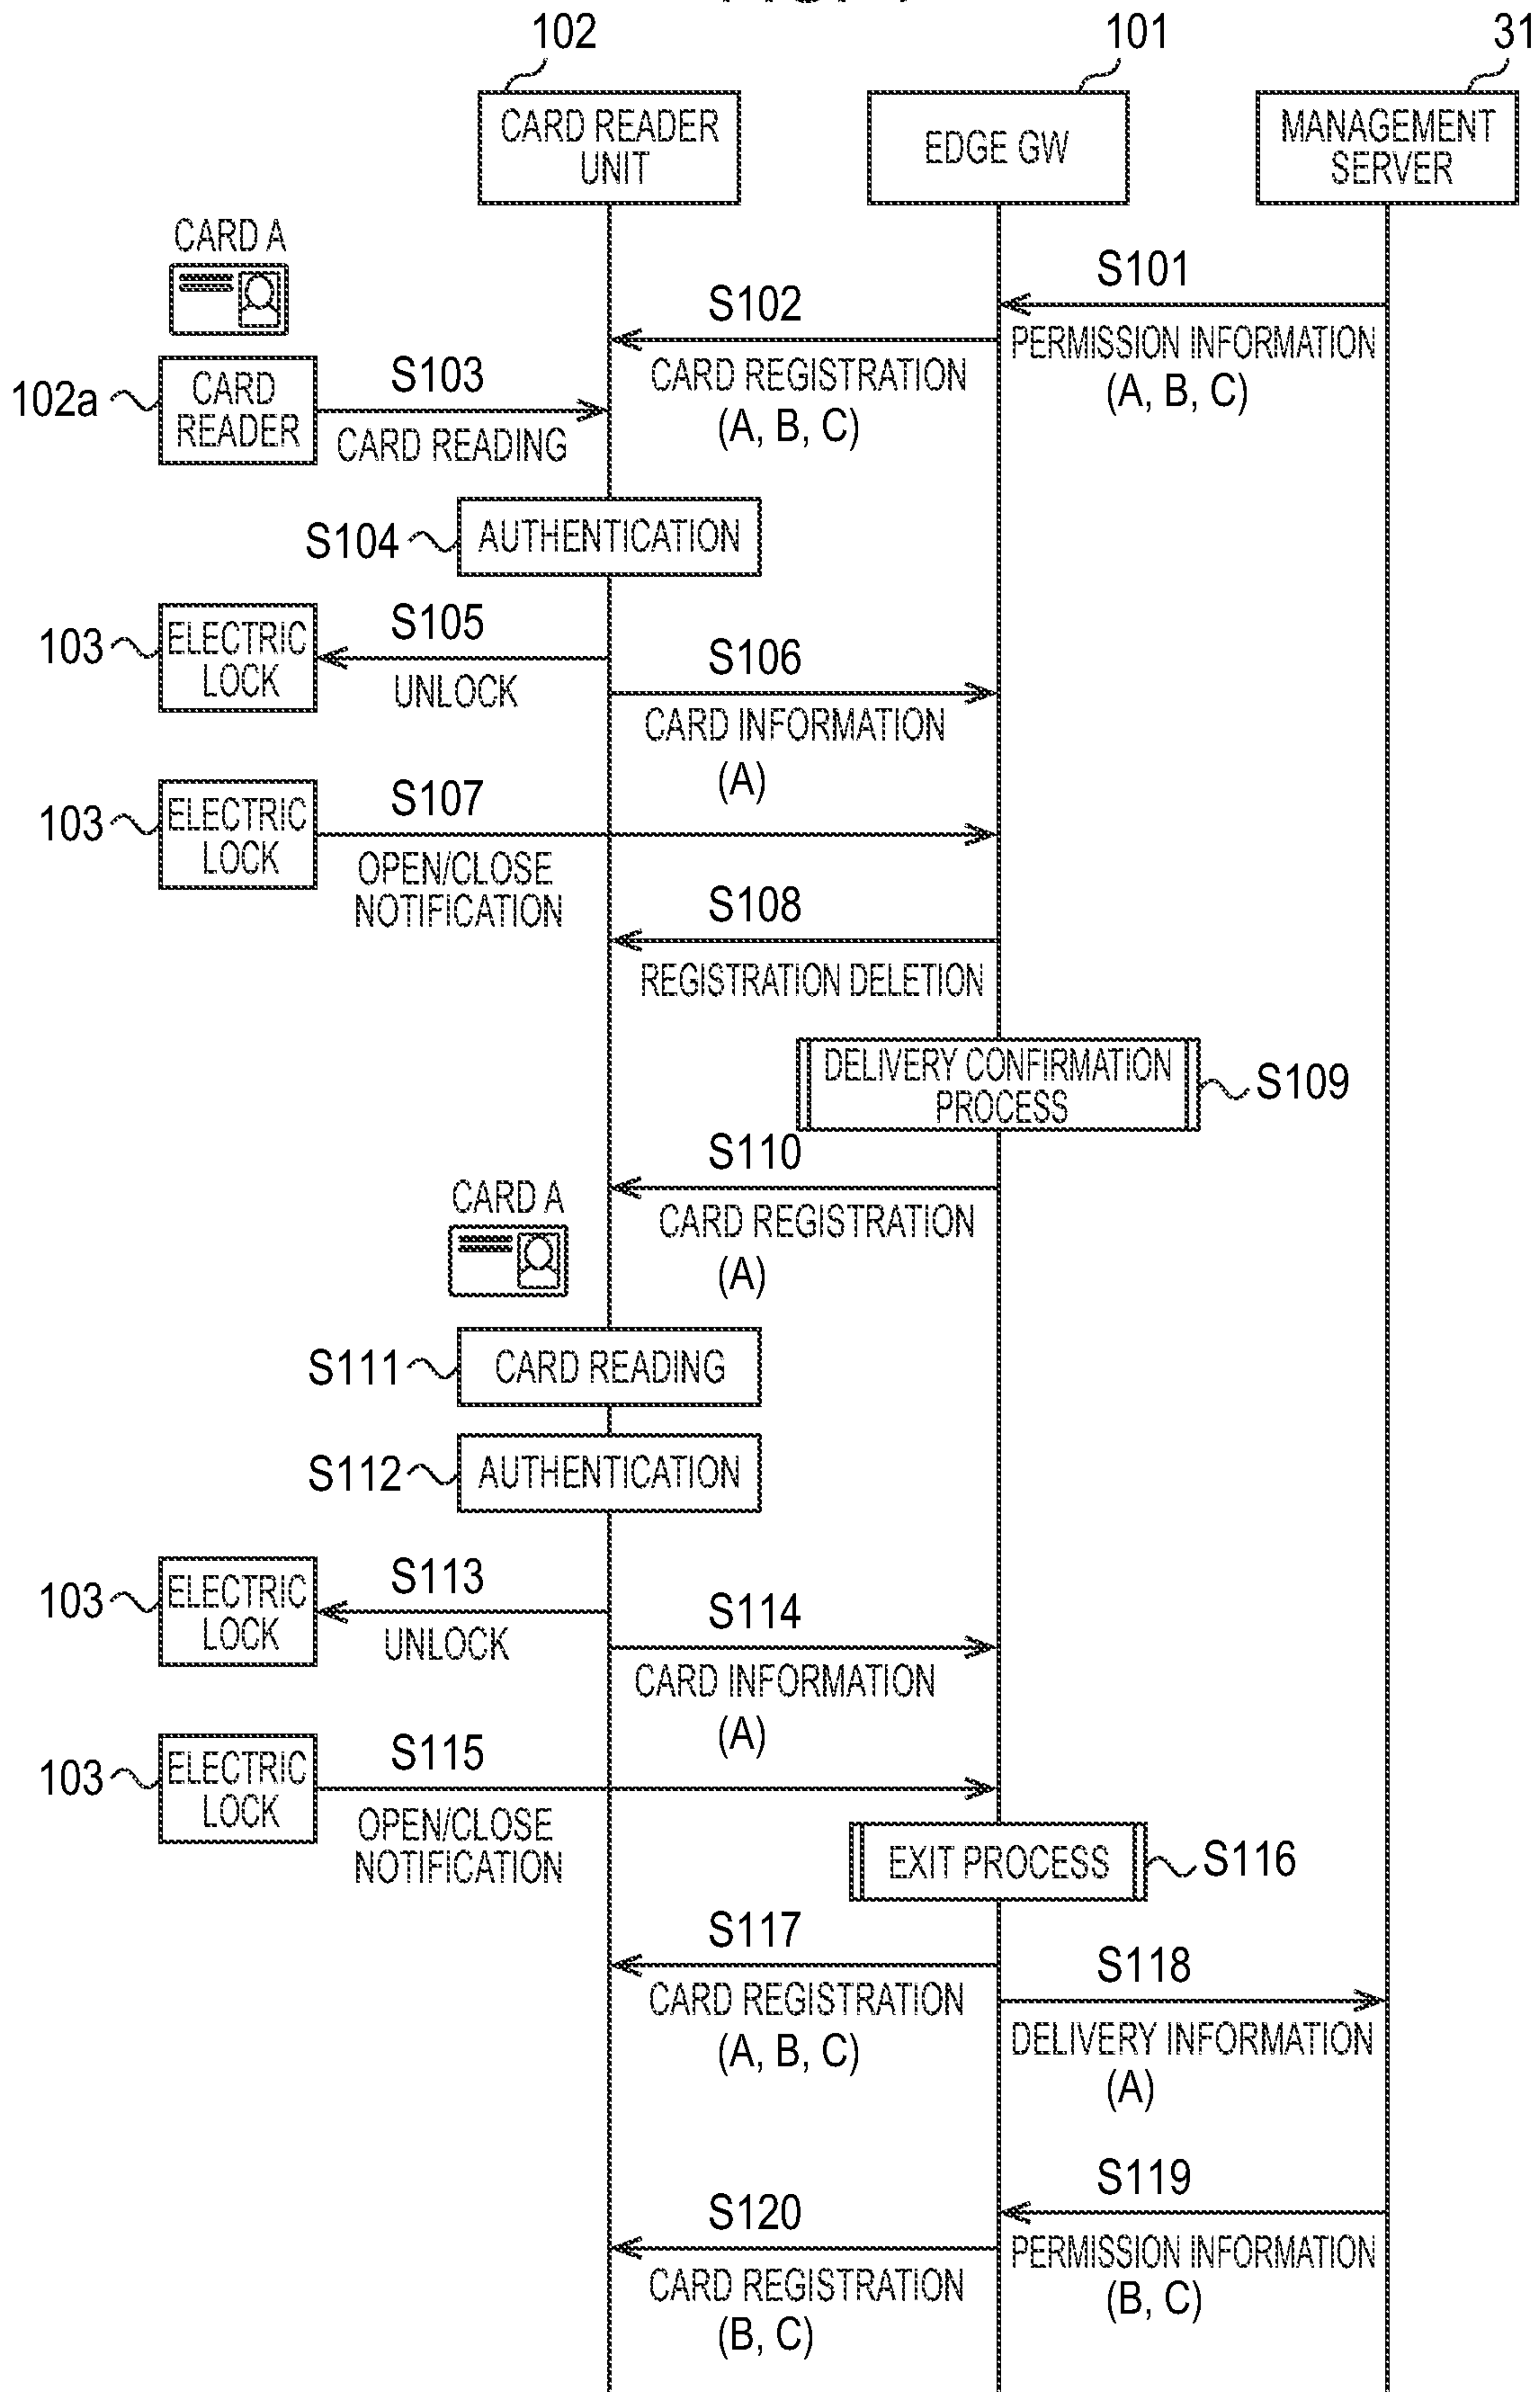 102
101
31
CARD READER
UNIT
EDGE GW
MANAGEMENT
SERVER
CARD A
S101
S102
PERMISSION INFORMATION
(A, B, C)
CARD REGISTRATION
(A, B, C)
102a
CARD
READER
S103
CARD READING
S104
AUTHENTICATION
103
ELECTRIC
LOCK
S105
UNLOCK
S106
CARD INFORMATION
(A)
103
ELECTRIC
LOCK
S107
OPEN/CLOSE
NOTIFICATION
S108
REGISTRATION DELETION
DELIVERY CONFIRMATION
PROCESS
S109
S110
CARD REGISTRATION
(A)
CARD A
S111
CARD READING
S112
AUTHENTICATION
103
ELECTRIC
LOCK
S113
UNLOCK
S114
CARD INFORMATION
(A)
103
ELECTRIC
LOCK
S115
OPEN/CLOSE
NOTIFICATION
EXIT PROCESS
S116
S117
CARD REGISTRATION
(A, B, C)
S118
DELIVERY INFORMATION
(A)
S119
PERMISSION INFORMATION
(B, C)
S120
CARD REGISTRATION
(B, C)